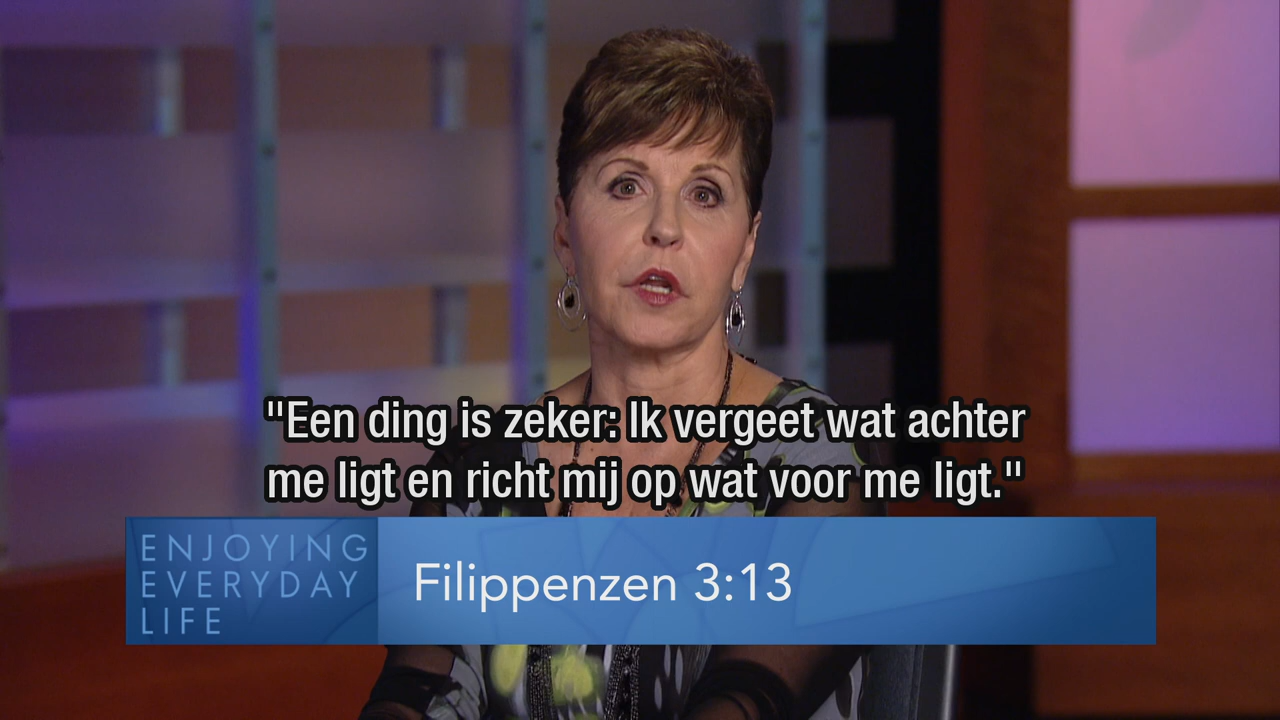 "Een ding is zeker: Ik vergeet wat achter
me ligt en richt mij op wat voor me ligt."
ENJOYING
EVERYDAY
LIFE
Filippenzen 3:13